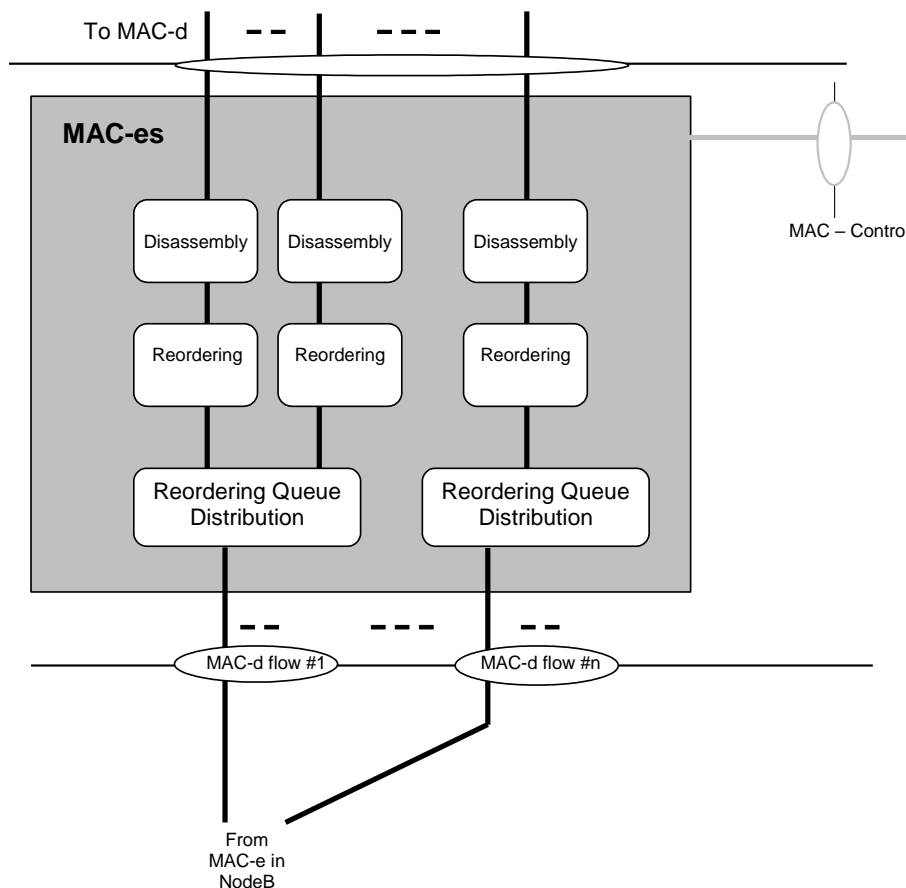 To MAC-d
MAC-es
MAC – Contro
Disassembly
Disassembly
Disassembly
Reordering
Reordering
Reordering
Reordering Queue
Distribution
Reordering Queue
Distribution
MAC-d flow #1
MAC-d flow #n
From
MAC-e in
NodeB